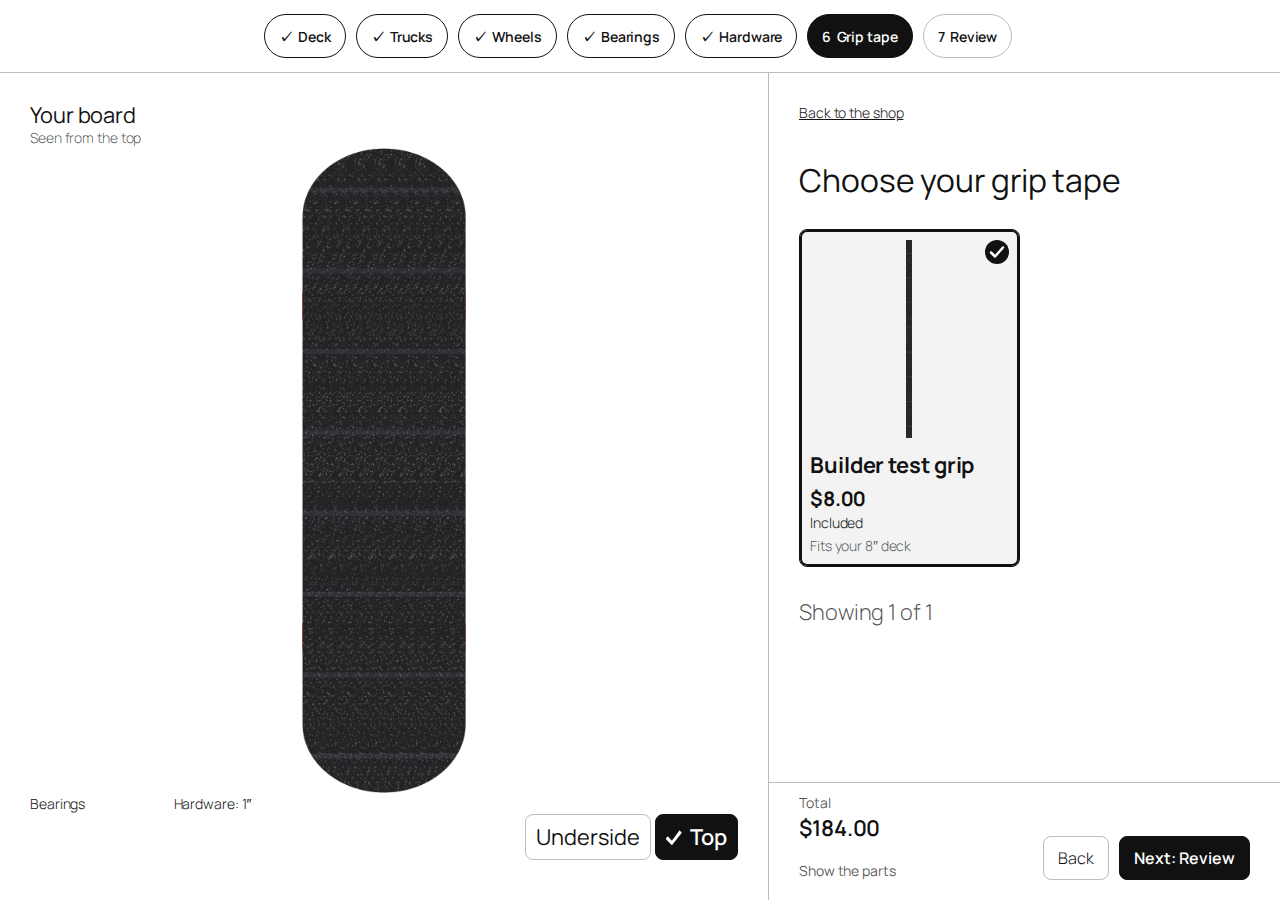 ✓ Deck ✓ Trucks ✓ Wheels ✓ Bearings ✓ Hardware 6 Grip tape 7 Review
Your board
Seen from the top
Bearings Hardware: 1″
Underside ✓ Top
Back to the shop
Choose your grip tape
Builder test grip
$8.00
Included
Fits your 8″ deck
Showing 1 of 1
Total
$184.00
Show the parts
Back Next: Review